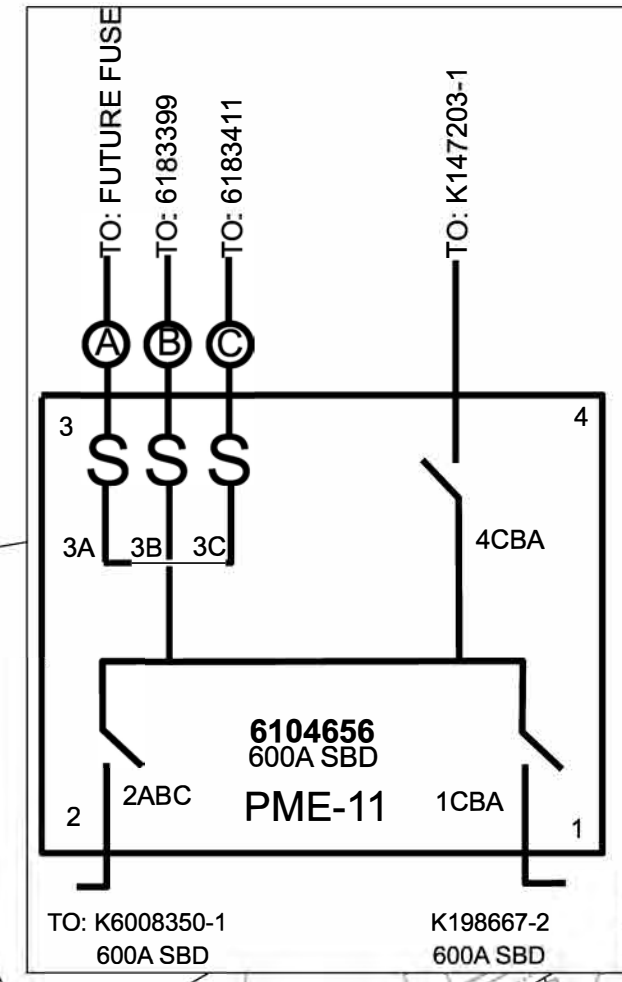 TO: FUTURE FUSE
TO: 6183399
TO: 6183411
TO: K147203-1
A
B
C
3
4
S
S
S
3A
3B
3C
4CBA
6104656
600A SBD
PME-11
2ABC
1CBA
2
1
TO: K6008350-1
600A SBD
K198667-2
600A SBD